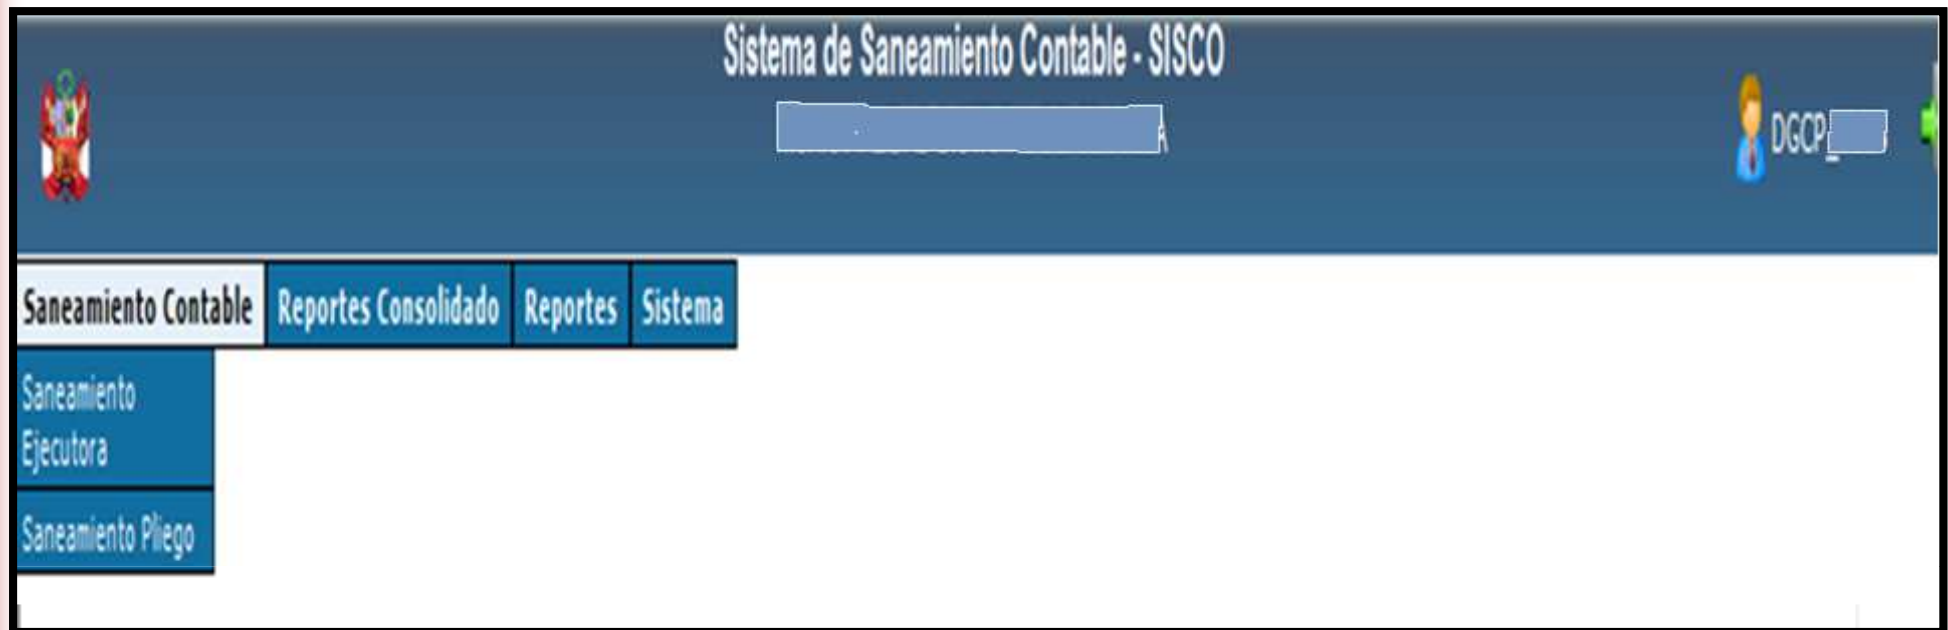 Sistema de Saneamiento Contable - SISCO
A
DGCP_
Saneamiento Contable Reportes Consolidado Reportes Sistema
Saneamiento
Ejecutora
Saneamiento Pliego